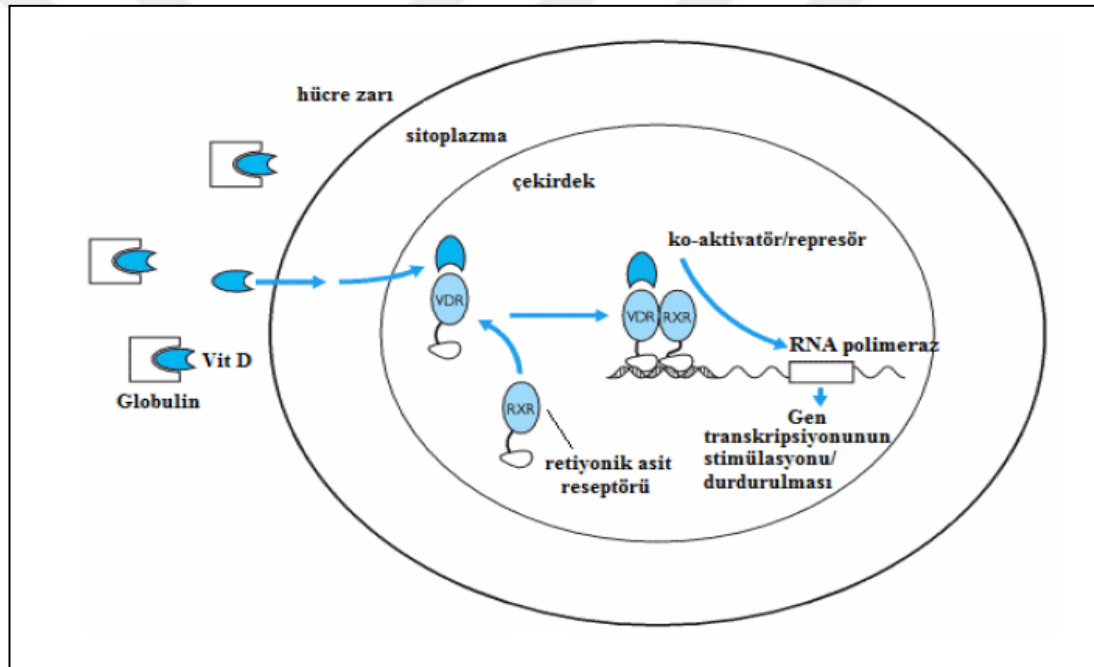 hücre zarı
sitoplazma
çekirdek
ko-aktivatör/represör
VDR
VDR
RXR
RNA polimeraz
Vit D
Globulin
RXR
retiyonik asit
reseptörü
Gen
transkripsiyonunun
stimülasyonu/
durdurulması